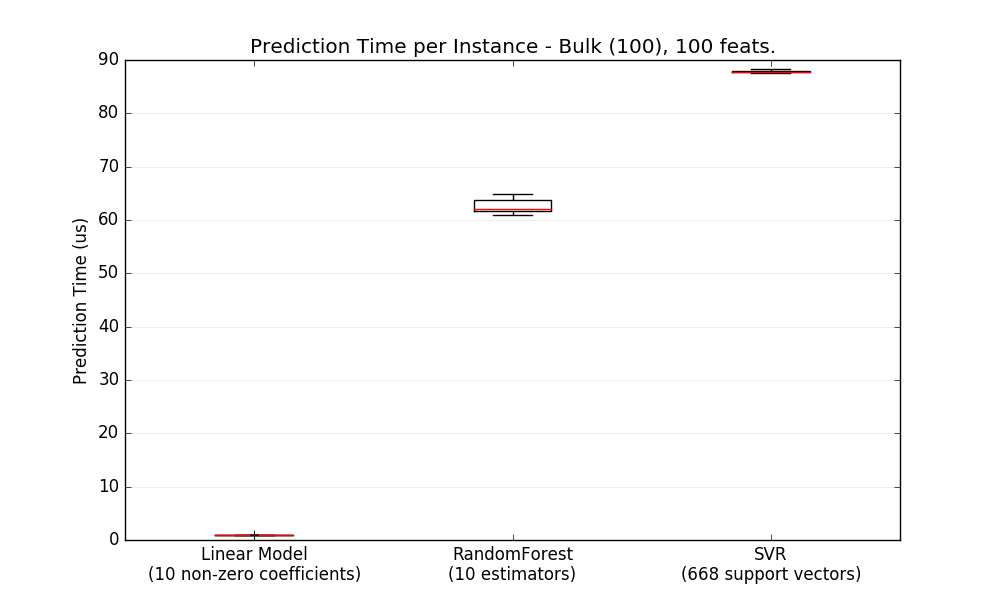 Prediction Time per Instance - Bulk (100), 100 feats.
90
80
70
60
50
40
30
20
10
0
Prediction Time (us)
Linear Model
(10 non-zero coefficients)
RandomForest
(10 estimators)
SVR
(668 support vectors)